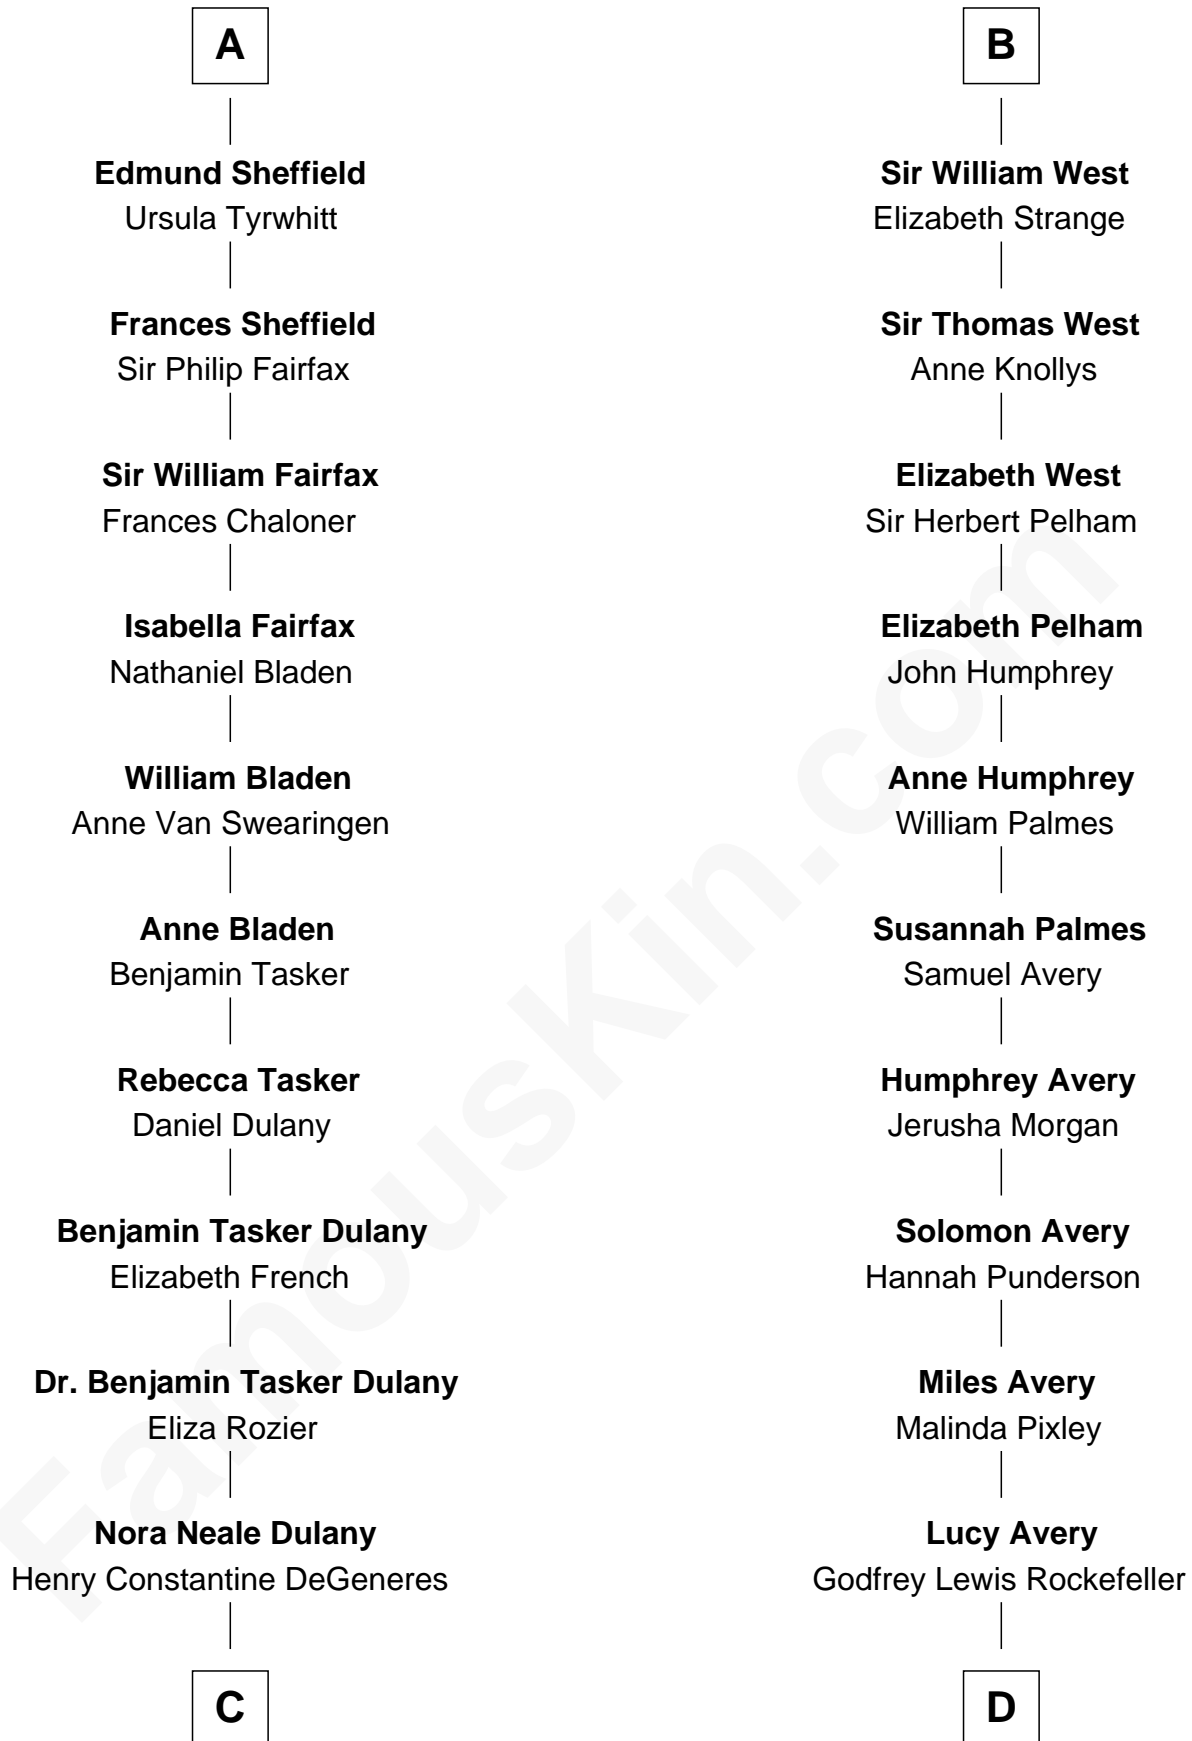 A
Edmund Sheffield
Ursula Tyrwhitt
Frances Sheffield
Sir Philip Fairfax
Sir William Fairfax
Frances Chaloner
Isabella Fairfax
Nathaniel Bladen
William Bladen
Anne Van Swearingen
Anne Bladen
Benjamin Tasker
Rebecca Tasker
Daniel Dulany
Benjamin Tasker Dulany
Elizabeth French
Dr. Benjamin Tasker Dulany
Eliza Rozier
Nora Neale Dulany
Henry Constantine DeGeneres
C
B
Sir William West
Elizabeth Strange
Sir Thomas West
Anne Knollys
Elizabeth West
Sir Herbert Pelham
Elizabeth Pelham
John Humphrey
Anne Humphrey
William Palmes
Susannah Palmes
Samuel Avery
Humphrey Avery
Jerusha Morgan
Solomon Avery
Hannah Punderson
Miles Avery
Malinda Pixley
Lucy Avery
Godfrey Lewis Rockefeller
D
FamousKin.com